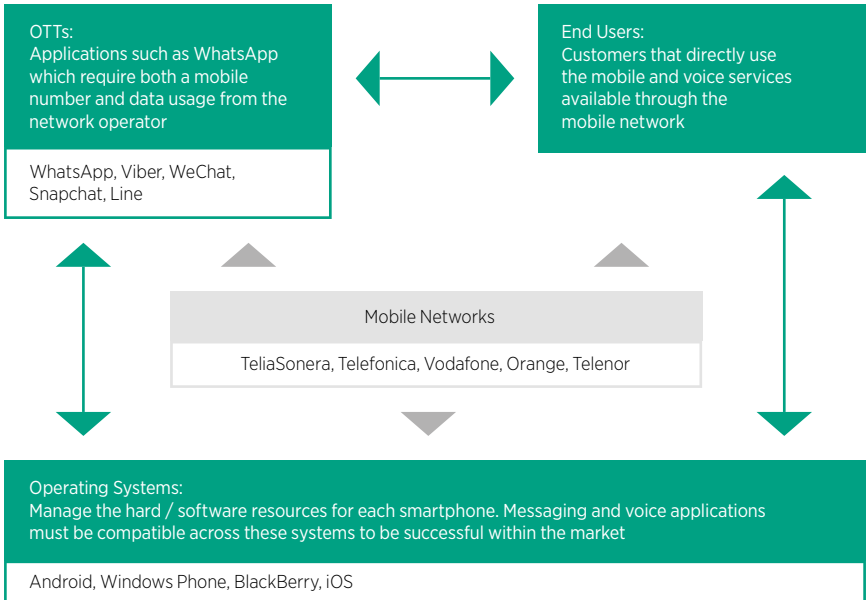 OTTs:
Applications such as WhatsApp
which require both a mobile
number and data usage from the
network operator
WhatsApp, Viber, WeChat,
Snapchat, Line
End Users:
Customers that directly use
the mobile and voice services
available through the
mobile network
Mobile Networks
TeliaSonera, Telefonica, Vodafone, Orange, Telenor
Operating Systems:
Manage the hard / software resources for each smartphone. Messaging and voice applications
must be compatible across these systems to be successful within the market
Android, Windows Phone, BlackBerry, iOS